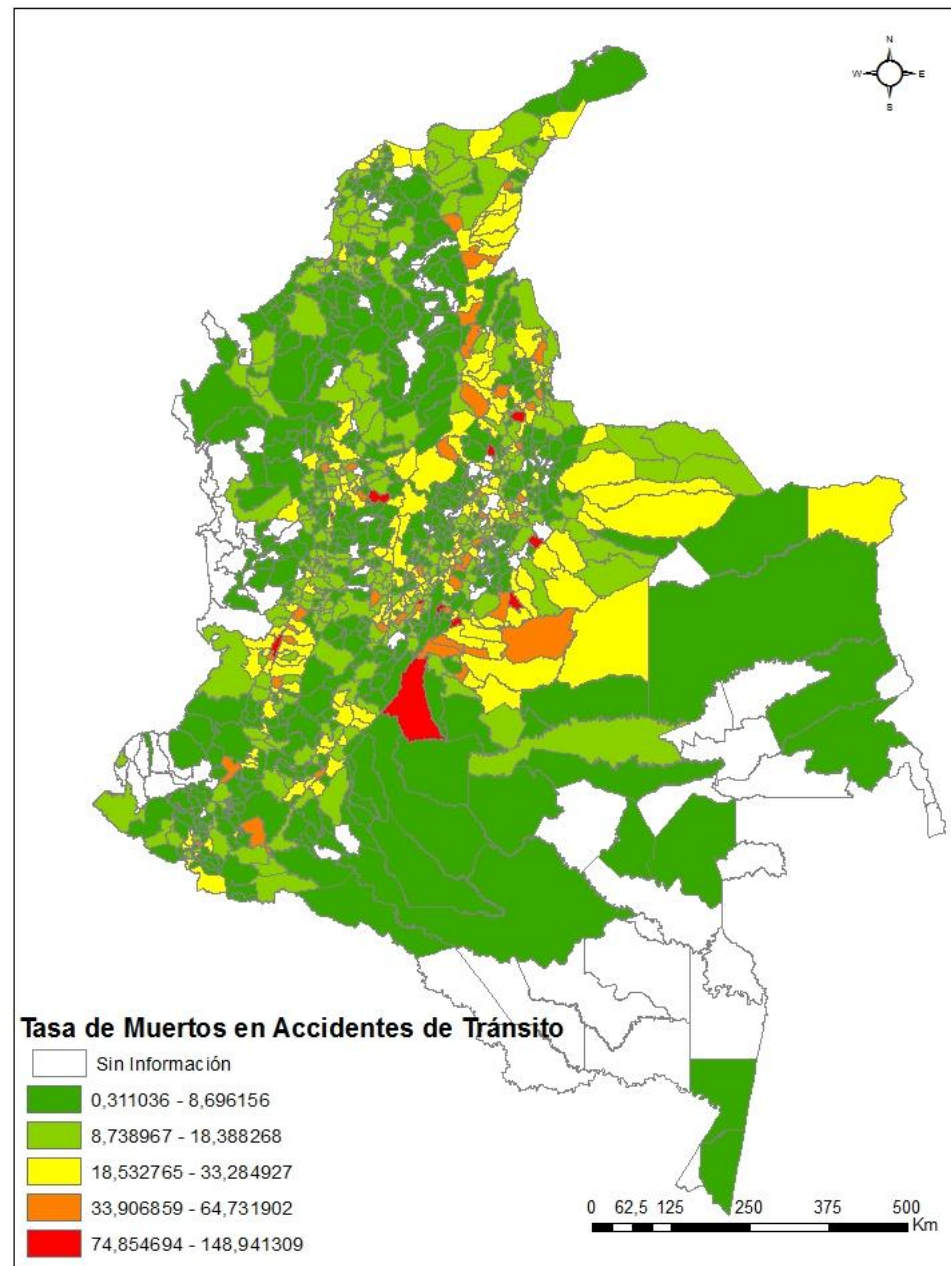 N
W E
S
Tasa de Muertos en Accidentes de Tránsito
Sin Información
0,311036 - 8,696156
8,738967 - 18,388268
18,532765 - 33,284927
33,906859 - 64,731902
74,854694 - 148,941309
0 62,5 125 250 375 500
Km